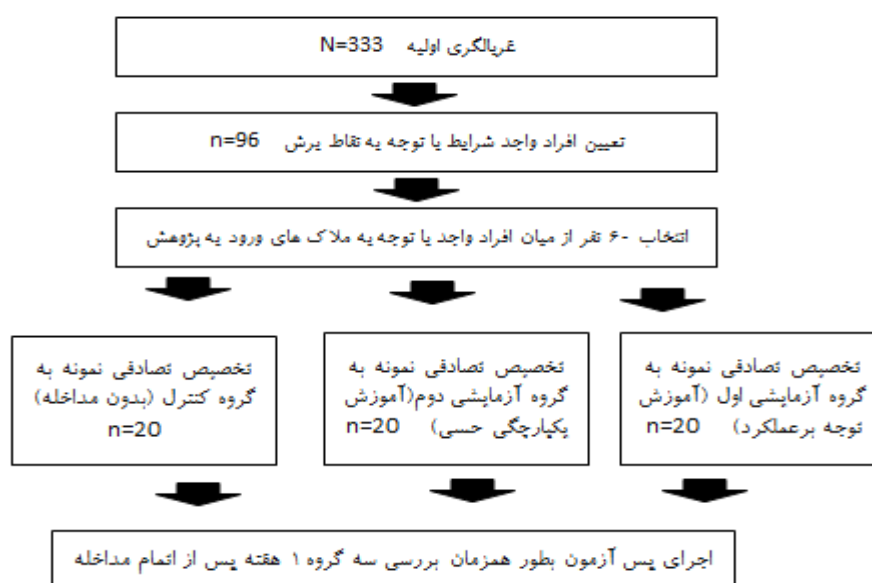 غربالگری اولیه N=333
تعیین افراد واجد شرایط با توجه به نقاط برش n=96
انتخاب ۶۰ نفر از میان افراد واجد با توجه به ملاک های ورود به پژوهش
تخصیص تصادفی نمونه به
گروه آزمایشی اول (آموزش
توجه برعملکرد) n=20
تخصیص تصادفی نمونه به
گروه آزمایشی دوم(آموزش
یکپارچگی حسی) n=20
تخصیص تصادفی نمونه به
گروه کنترل (بدون مداخله)
n=20
اجرای پس آزمون بطور همزمان بررسی سه گروه ۱ هفته پس از اتمام مداخله